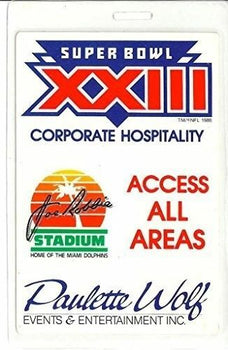 SUPER BOWL
XXIII
TM/©NFL 1986
CORPORATE HOSPITALITY
Joe Robbie
STADIUM
HOME OF THE MIAMI DOLPHINS
ACCESS
ALL
AREAS
Paulette Wolf
EVENTS & ENTERTAINMENT INC.